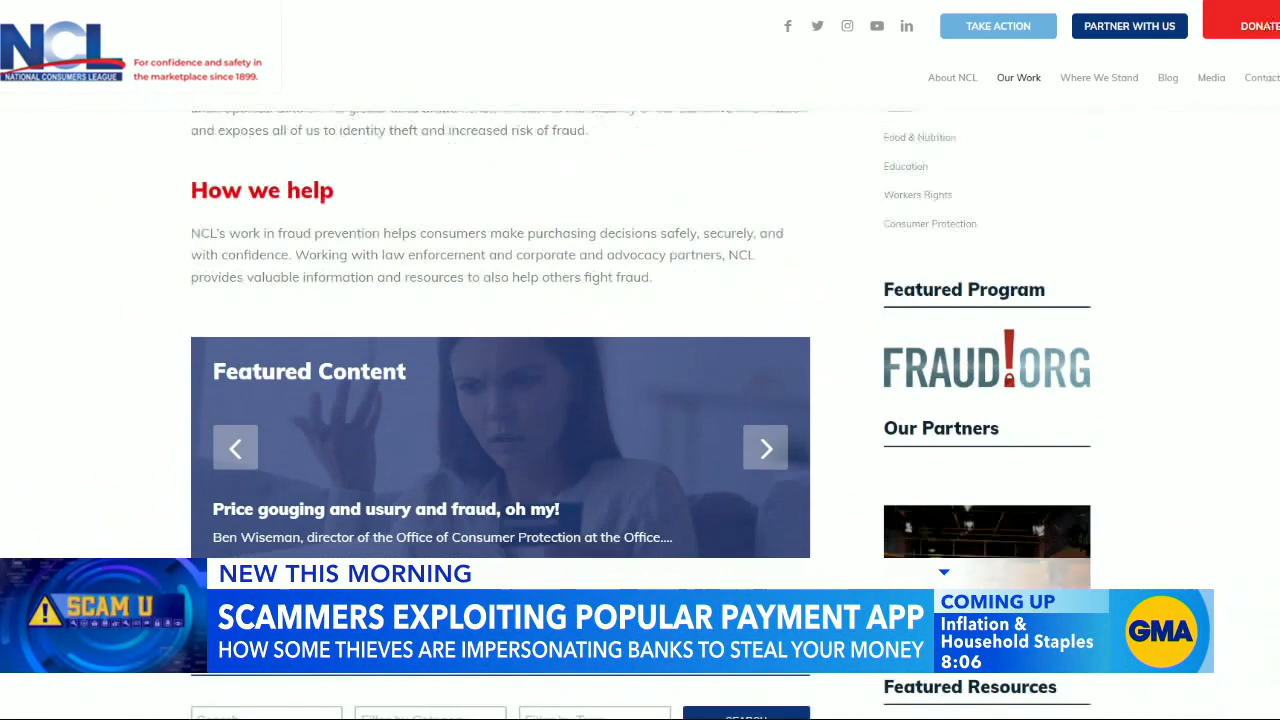 NCL
NATIONAL CONSUMERS LEAGUE
For confidence and safety in
the marketplace since 1899.
TAKE ACTION
PARTNER WITH US
DONATE
About NCL
Our Work
Where We Stand
Blog
Media
Contact
and exposes all of us to identity theft and increased risk of fraud.
How we help
NCL's work in fraud prevention helps consumers make purchasing decisions safely, securely, and
with confidence. Working with law enforcement and corporate and advocacy partners, NCL
provides valuable information and resources to also help others fight fraud.
Featured Content
Price gouging and usury and fraud, oh my!
Ben Wiseman, director of the Office of Consumer Protection at the Office....
Food & Nutrition
Education
Workers Rights
Consumer Protection
Featured Program
FRAUD!ORG
Our Partners
NEW THIS MORNING
SCAM U
SCAMMERS EXPLOITING POPULAR PAYMENT APP
HOW SOME THIEVES ARE IMPERSONATING BANKS TO STEAL YOUR MONEY
COMING UP
Inflation &
Household Staples
8:06
GMA
Featured Resources